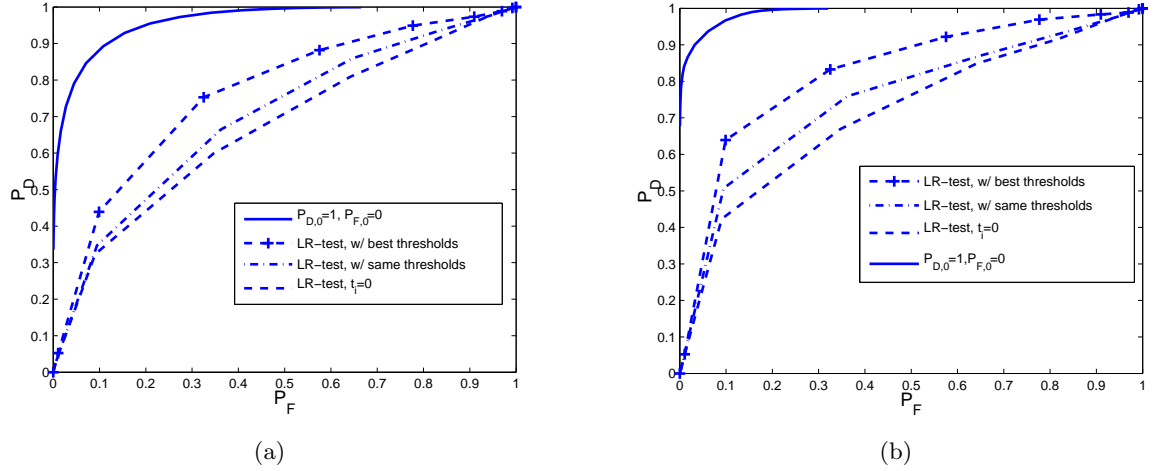 1
0.9
0.8
0.7
0.6
0.5
0.4
0.3
0.2
0.1
0
P_D
P_{D,0}=1, P_{F,0}=0
LR−test, w/ best thresholds
LR−test, w/ same thresholds
LR−test, t_i=0
0 0.1 0.2 0.3 0.4 0.5 0.6 0.7 0.8 0.9 1
P_F
(a)
1
0.9
0.8
0.7
0.6
0.5
0.4
0.3
0.2
0.1
0
P_D
LR−test, w/ best thresholds
LR−test, w/ same thresholds
LR−test, t_i=0
P_{D,0}=1,P_{F,0}=0
0 0.1 0.2 0.3 0.4 0.5 0.6 0.7 0.8 0.9 1
P_F
(b)